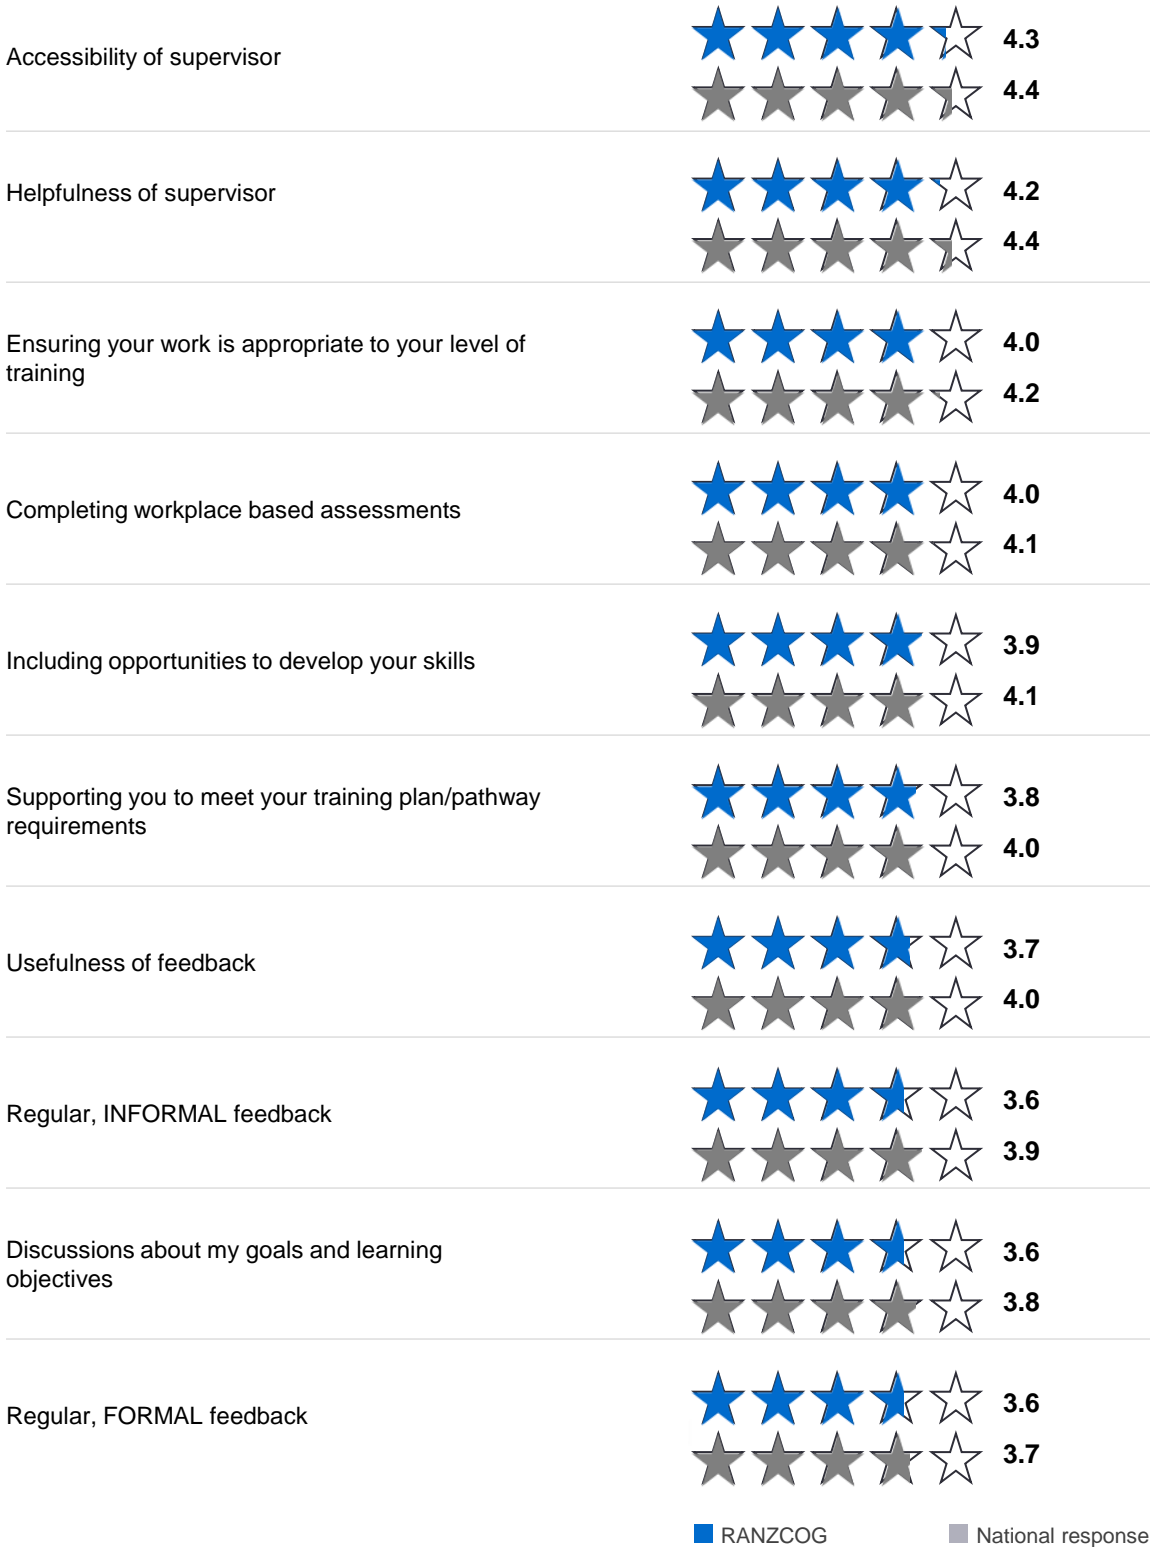 Accessibility of supervisor
4.3
4.4
Helpfulness of supervisor
4.2
4.4
Ensuring your work is appropriate to your level of
training
4.0
4.2
Completing workplace based assessments
4.0
4.1
Including opportunities to develop your skills
3.9
4.1
Supporting you to meet your training plan/pathway
requirements
3.8
4.0
Usefulness of feedback
3.7
4.0
Regular, INFORMAL feedback
3.6
3.9
Discussions about my goals and learning
objectives
3.6
3.8
Regular, FORMAL feedback
3.6
3.7
RANZCOG
National response